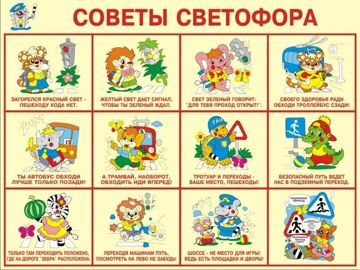 СОВЕТЫ СВЕТОФОРА
ЗАГОРЕЛСЯ КРАСНЫЙ СВЕТ -
ПЕШЕХОДУ ХОДА НЕТ.
ЖЕЛТЫЙ СВЕТ ДАЕТ СИГНАЛ,
ЧТОБЫ ТЫ ЗЕЛЕНЫЙ ЖДАЛ.
СВЕТ ЗЕЛЕНЫЙ ГОВОРИТ:
"ДЛЯ ТЕБЯ ПРОХОД ОТКРЫТ!"
СВОЕГО ЗДОРОВЬЯ РАДИ
ОБХОДИ ТРОЛЛЕЙБУС СЗАДИ!
ГАИ
ТЫ АВТОБУС ОБХОДИ
ЛУЧШЕ ТОЛЬКО ПОЗАДИ!
А ТРАМВАЙ, НАОБОРОТ,
ОБХОДИТЬ ИДИ ВПЕРЕД!
ТРОТУАР И ПЕРЕХОДЫ -
ВАШЕ МЕСТО, ПЕШЕХОДЫ!
БЕЗОПАСНЫЙ ПУТЬ ВЕДЕТ
НАС В ПОДЗЕМНЫЙ ПЕРЕХОД.
ТОЛЬКО ТАМ ПЕРЕХОДИТЬ ПОЛОЖЕНО,
ГДЕ НА ДОРОГЕ "ЗЕБРА" РАСПОЛОЖЕНА.
ПЕРЕХОДЯ МАШИНАМ ПУТЬ,
ПОСМОТРЕТЬ НА ЛЕВО НЕ ЗАБУДЬ!
ШОССЕ - НЕ МЕСТО ДЛЯ ИГРЫ!
ВЕДЬ ЕСТЬ ПЛОЩАДКИ И ДВОРЫ!